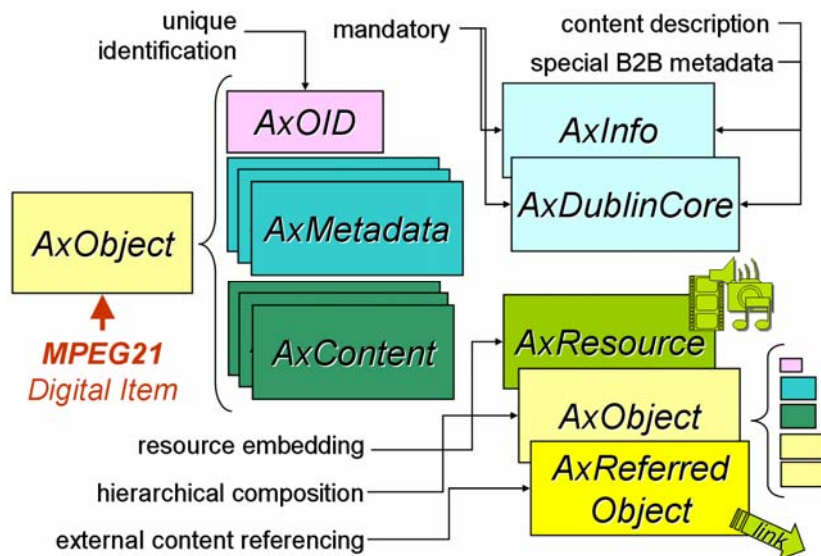 unique
identification
mandatory
content description
special B2B metadata
AxOID
AxInfo
AxDublinCore
AxObject
AxMetadata
MPEG21
Digital Item
AxContent
AxResource
AxObject
AxReferred
Object
link
resource embedding
hierarchical composition
external content referencing